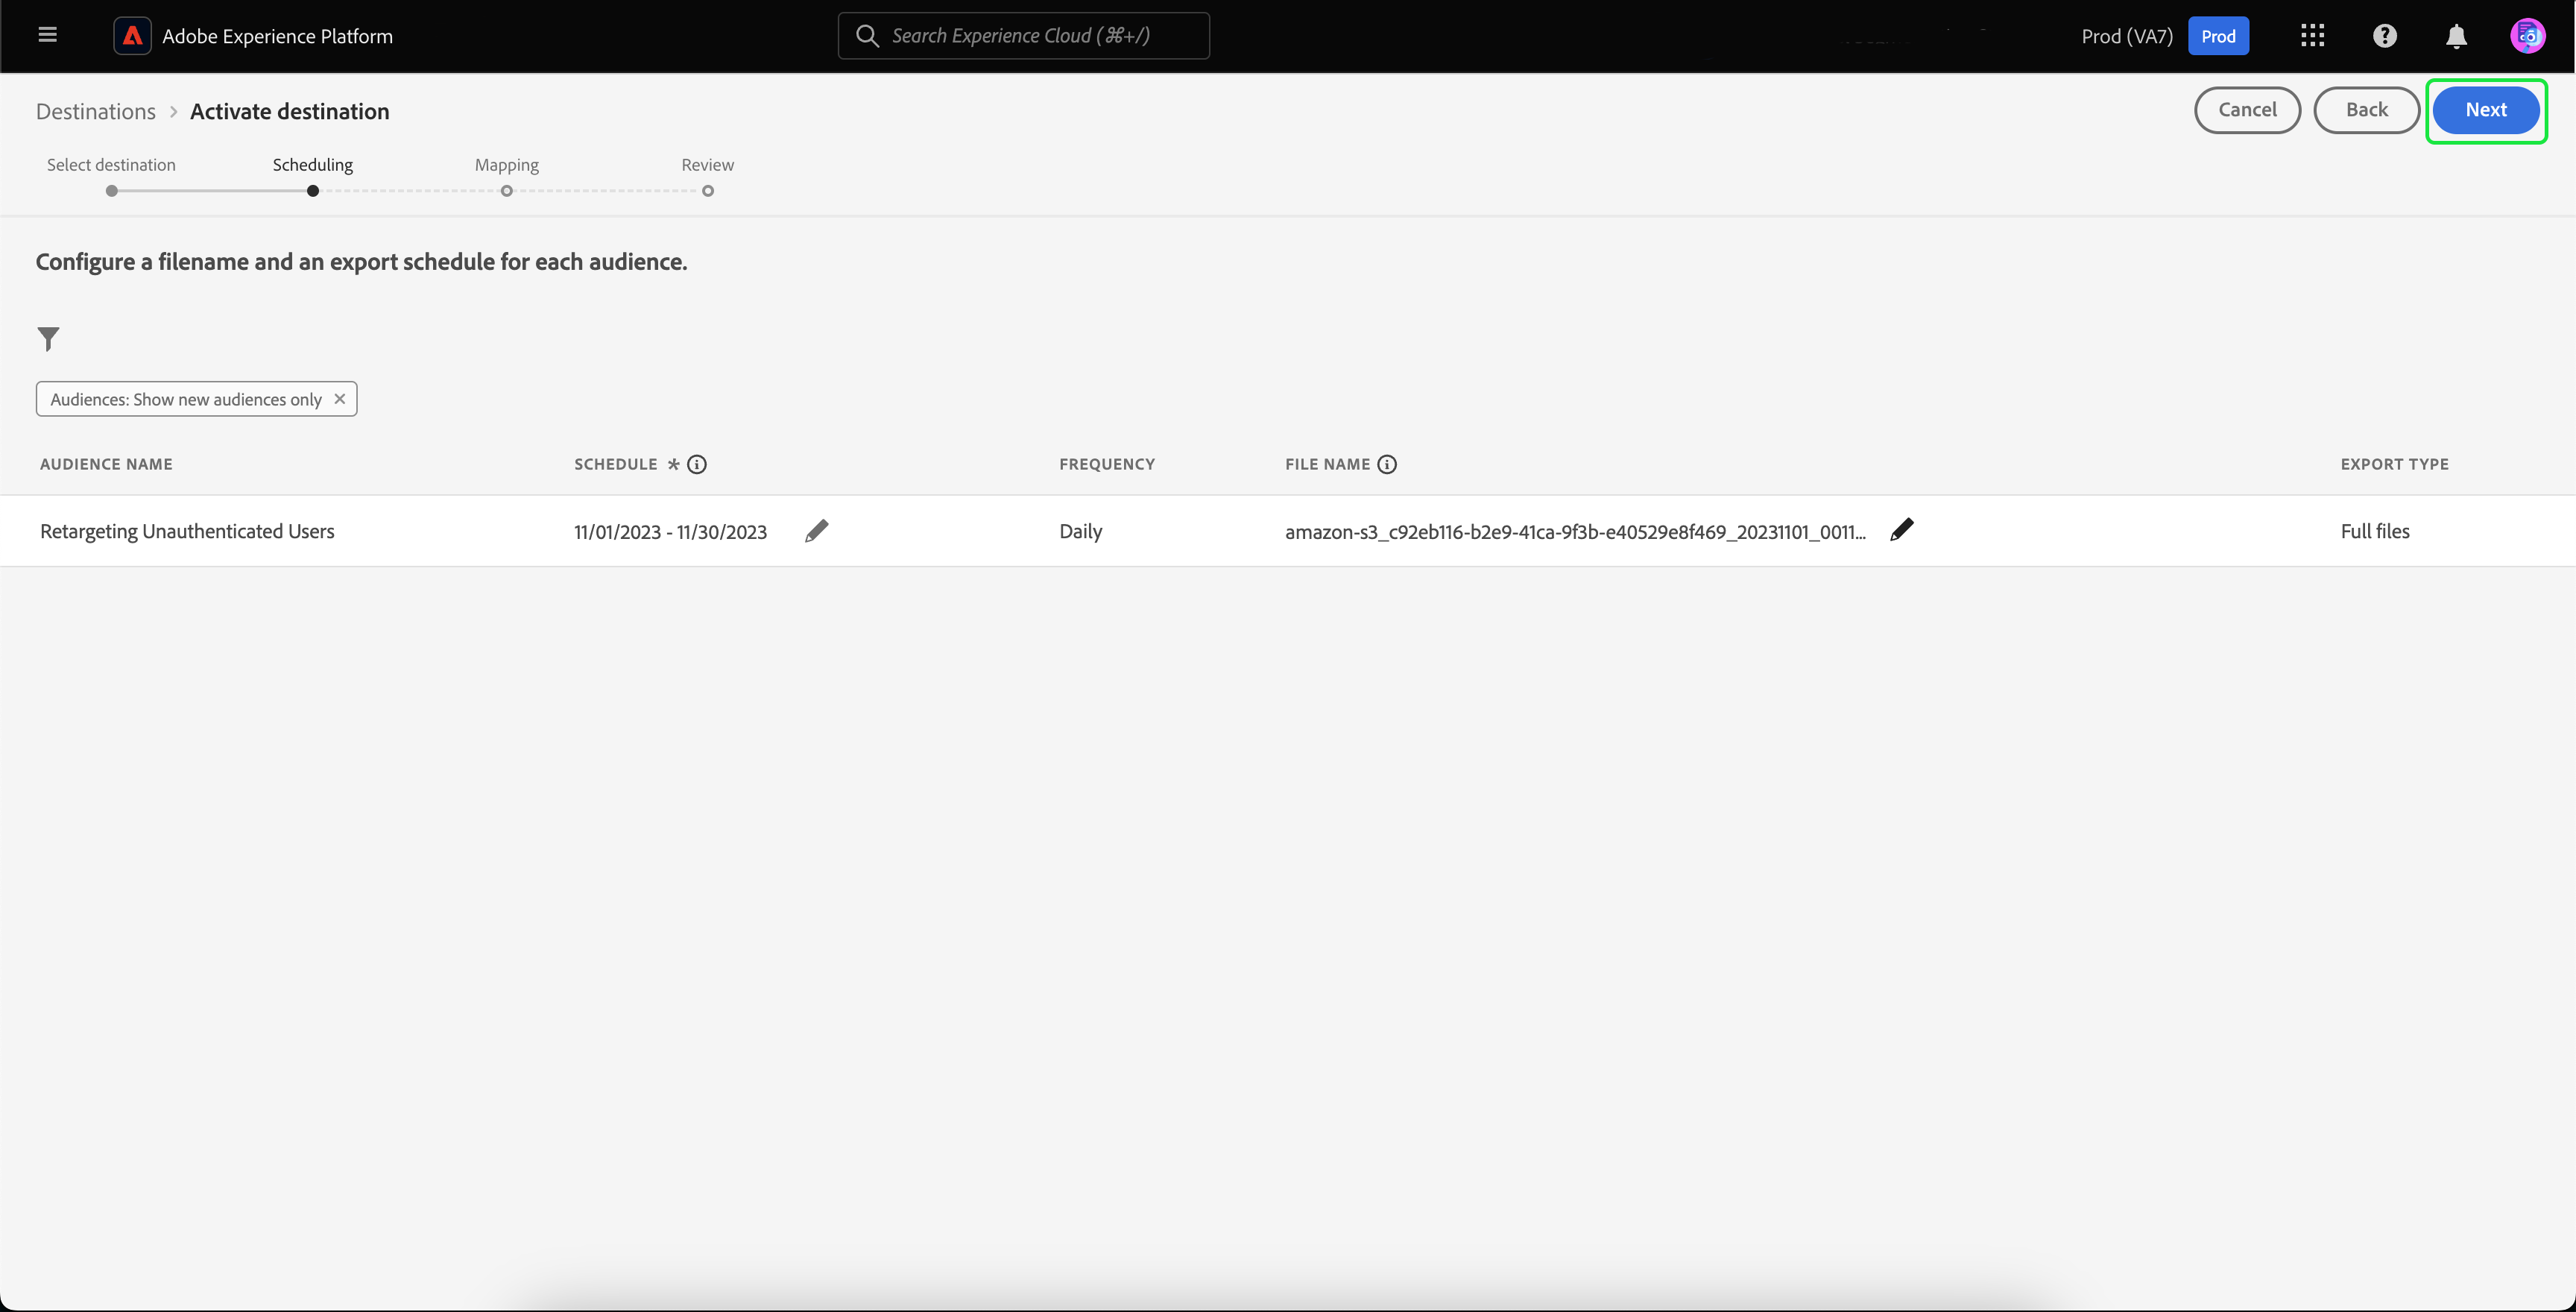 Adobe Experience Platform
Search Experience Cloud (⌘+/)
Prod (VA7)
Prod
Destinations > Activate destination
Cancel
Back
Next
Select destination
Scheduling
Mapping
Review
Configure a filename and an export schedule for each audience.
Audiences: Show new audiences only ×
AUDIENCE NAME
SCHEDULE *
FREQUENCY
FILE NAME
EXPORT TYPE
Retargeting Unauthenticated Users
11/01/2023 - 11/30/2023
Daily
amazon-s3_c92eb116-b2e9-41ca-9f3b-e40529e8f469_20231101_0011...
Full files